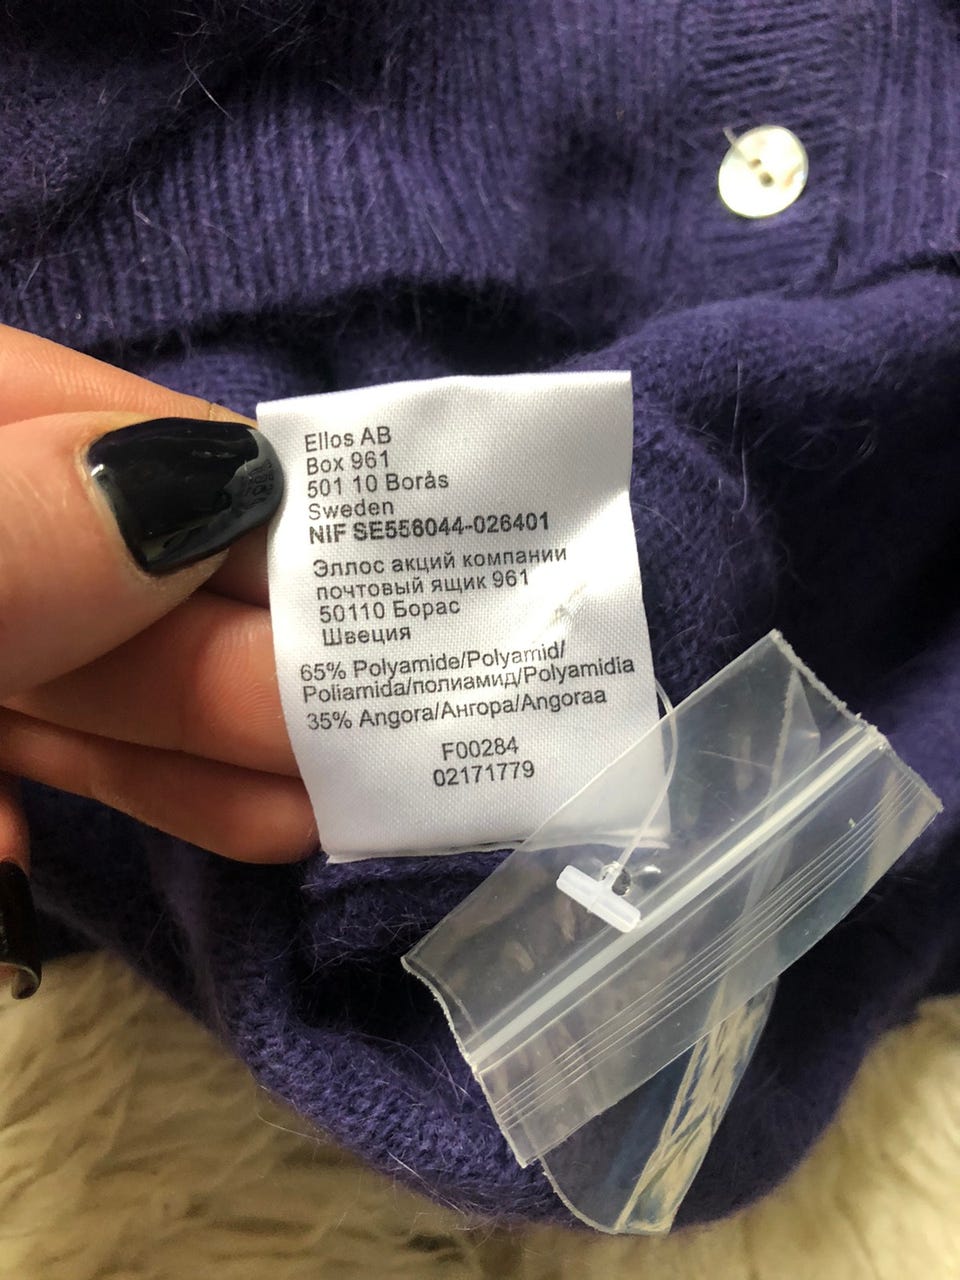 Ellos AB
Box 961
501 10 Borås
Sweden
NIF SE556044-026401
Эллос акций компании
почтовый ящик 961
50110 Борас
Швеция
65% Polyamide/Polyamid/
Poliamida/полиамид/Polyamidia
35% Angora/Ангора/Angoraa
F00284
02171779